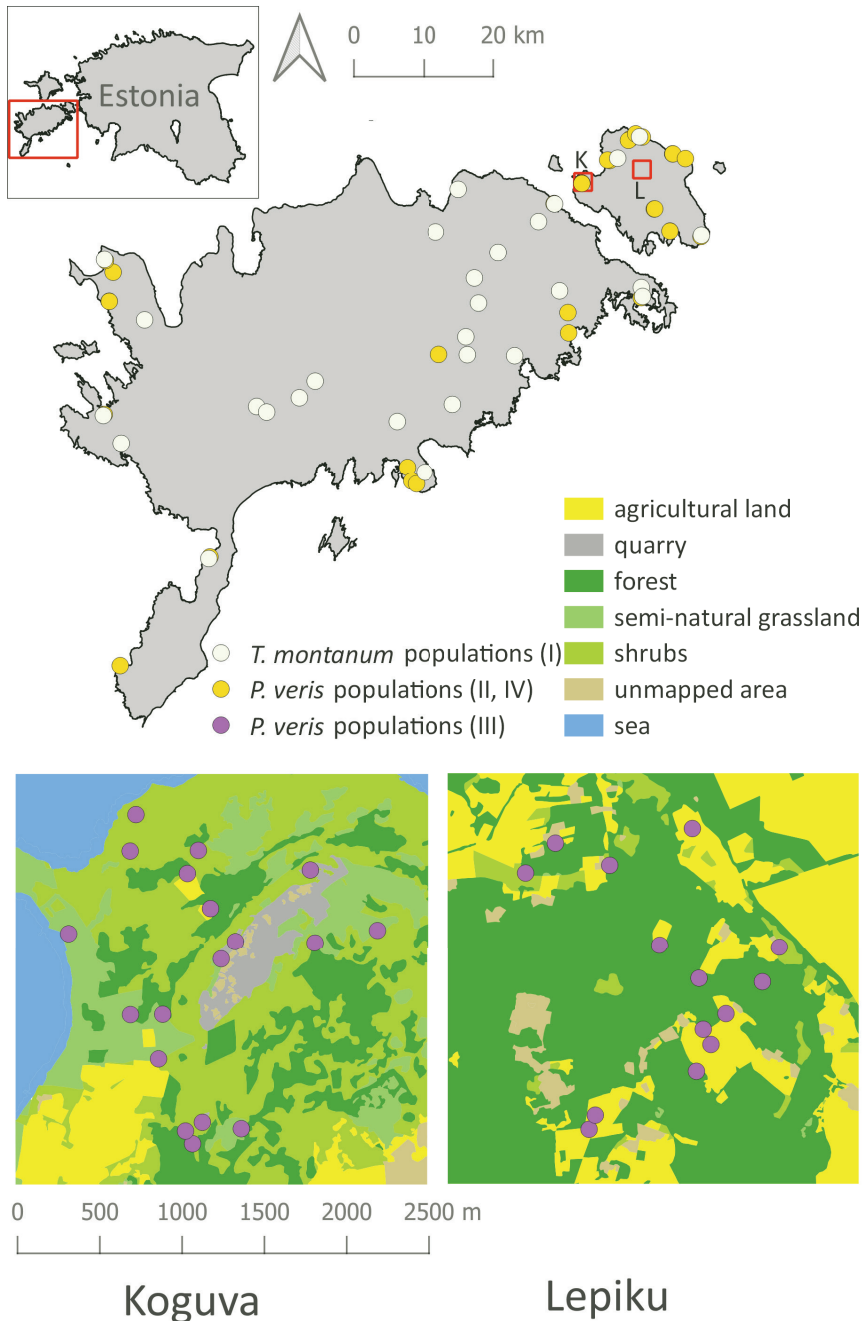 Estonia
0 10 20 km
K
L
agricultural land
quarry
forest
semi-natural grassland
shrubs
unmapped area
sea
T. montanum populations (I)
P. veris populations (II, IV)
P. veris populations (III)
0 500 1000 1500 2000 2500 m
Koguva
Lepiku